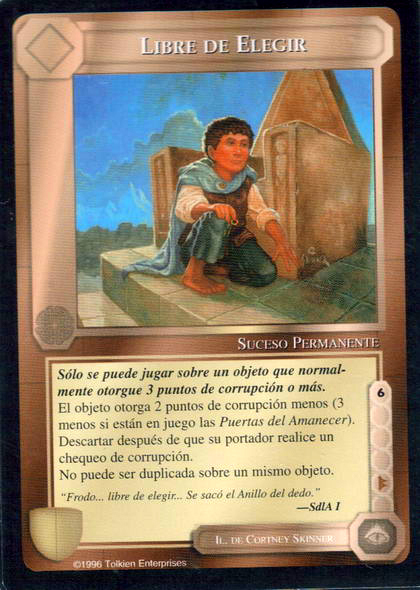 Libre de Elegir
Suceso Permanente
Sólo se puede jugar sobre un objeto que normal-
mente otorgue 3 puntos de corrupción o más.
El objeto otorga 2 puntos de corrupción menos (3
menos si están en juego las Puertas del Amanecer).
Descartar después de que su portador realice un
chequeo de corrupción.
No puede ser duplicada sobre un mismo objeto.
6
“Frodo... libre de elegir... Se sacó el Anillo del dedo.”
—SdlA I
Il. de Cortney Skinner
©1996 Tolkien Enterprises